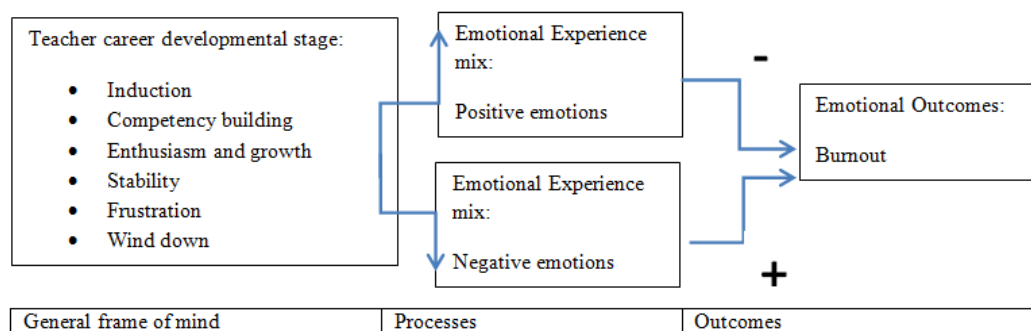 Teacher career developmental stage:
• Induction
• Competency building
• Enthusiasm and growth
• Stability
• Frustration
• Wind down
Emotional Experience
mix:
Positive emotions
Emotional Experience
mix:
Negative emotions
-
+
Emotional Outcomes:
Burnout
General frame of mind
Processes
Outcomes